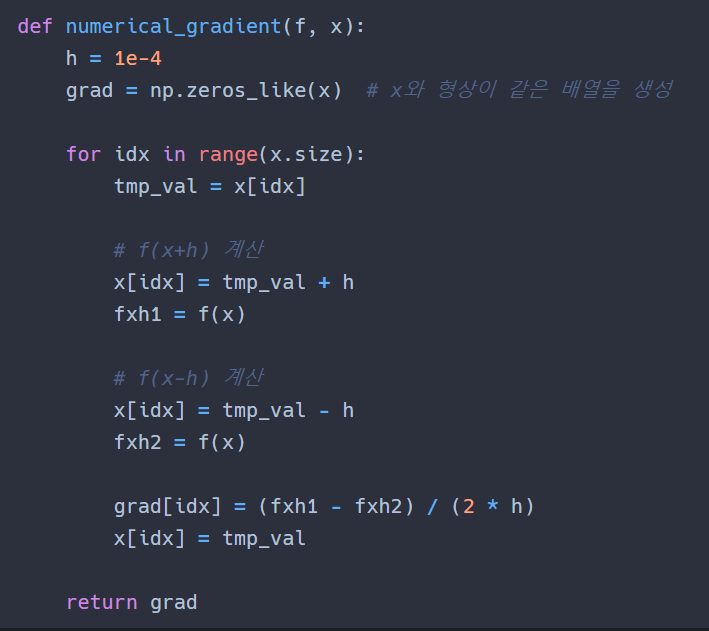 def numerical_gradient(f, x):
    h = 1e-4
    grad = np.zeros_like(x)  # x와 형상이 같은 배열을 생성
    for idx in range(x.size):
        tmp_val = x[idx]
        # f(x+h) 계산
        x[idx] = tmp_val + h
        fxh1 = f(x)
        # f(x-h) 계산
        x[idx] = tmp_val - h
        fxh2 = f(x)
        grad[idx] = (fxh1 - fxh2) / (2 * h)
        x[idx] = tmp_val
    return grad